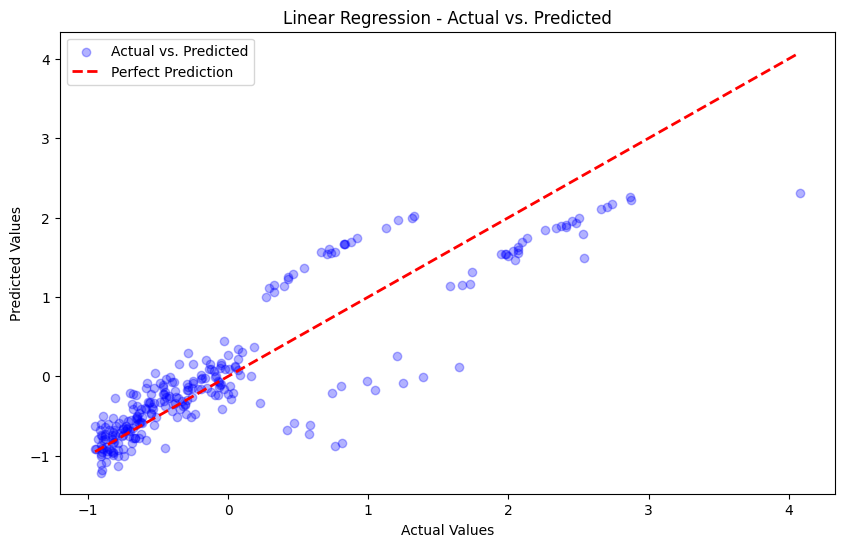 Linear Regression - Actual vs. Predicted
Actual vs. Predicted
Perfect Prediction
4
3
2
1
0
−1
Predicted Values
−1
0
1
2
3
4
Actual Values